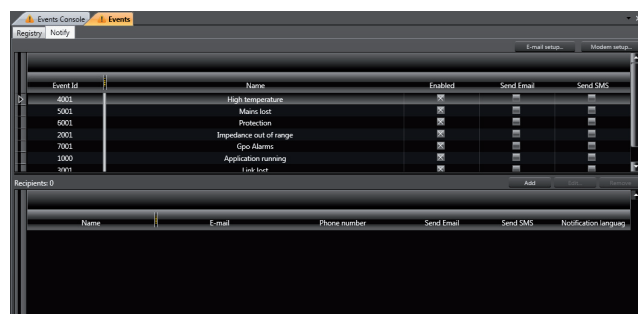 Events Console Events
Registry Notify
E-mail setup... Modem setup...
Event Id Name Enabled Send Email Send SMS
4001 High temperature
5001 Mains lost
6001 Protection
2001 Impedance out of range
7001 Gpo Alarms
1000 Application running
3001 Link lost
Recipients: 0 Add Edit... Remove
Name E-mail Phone number Send Email Send SMS Notification languag